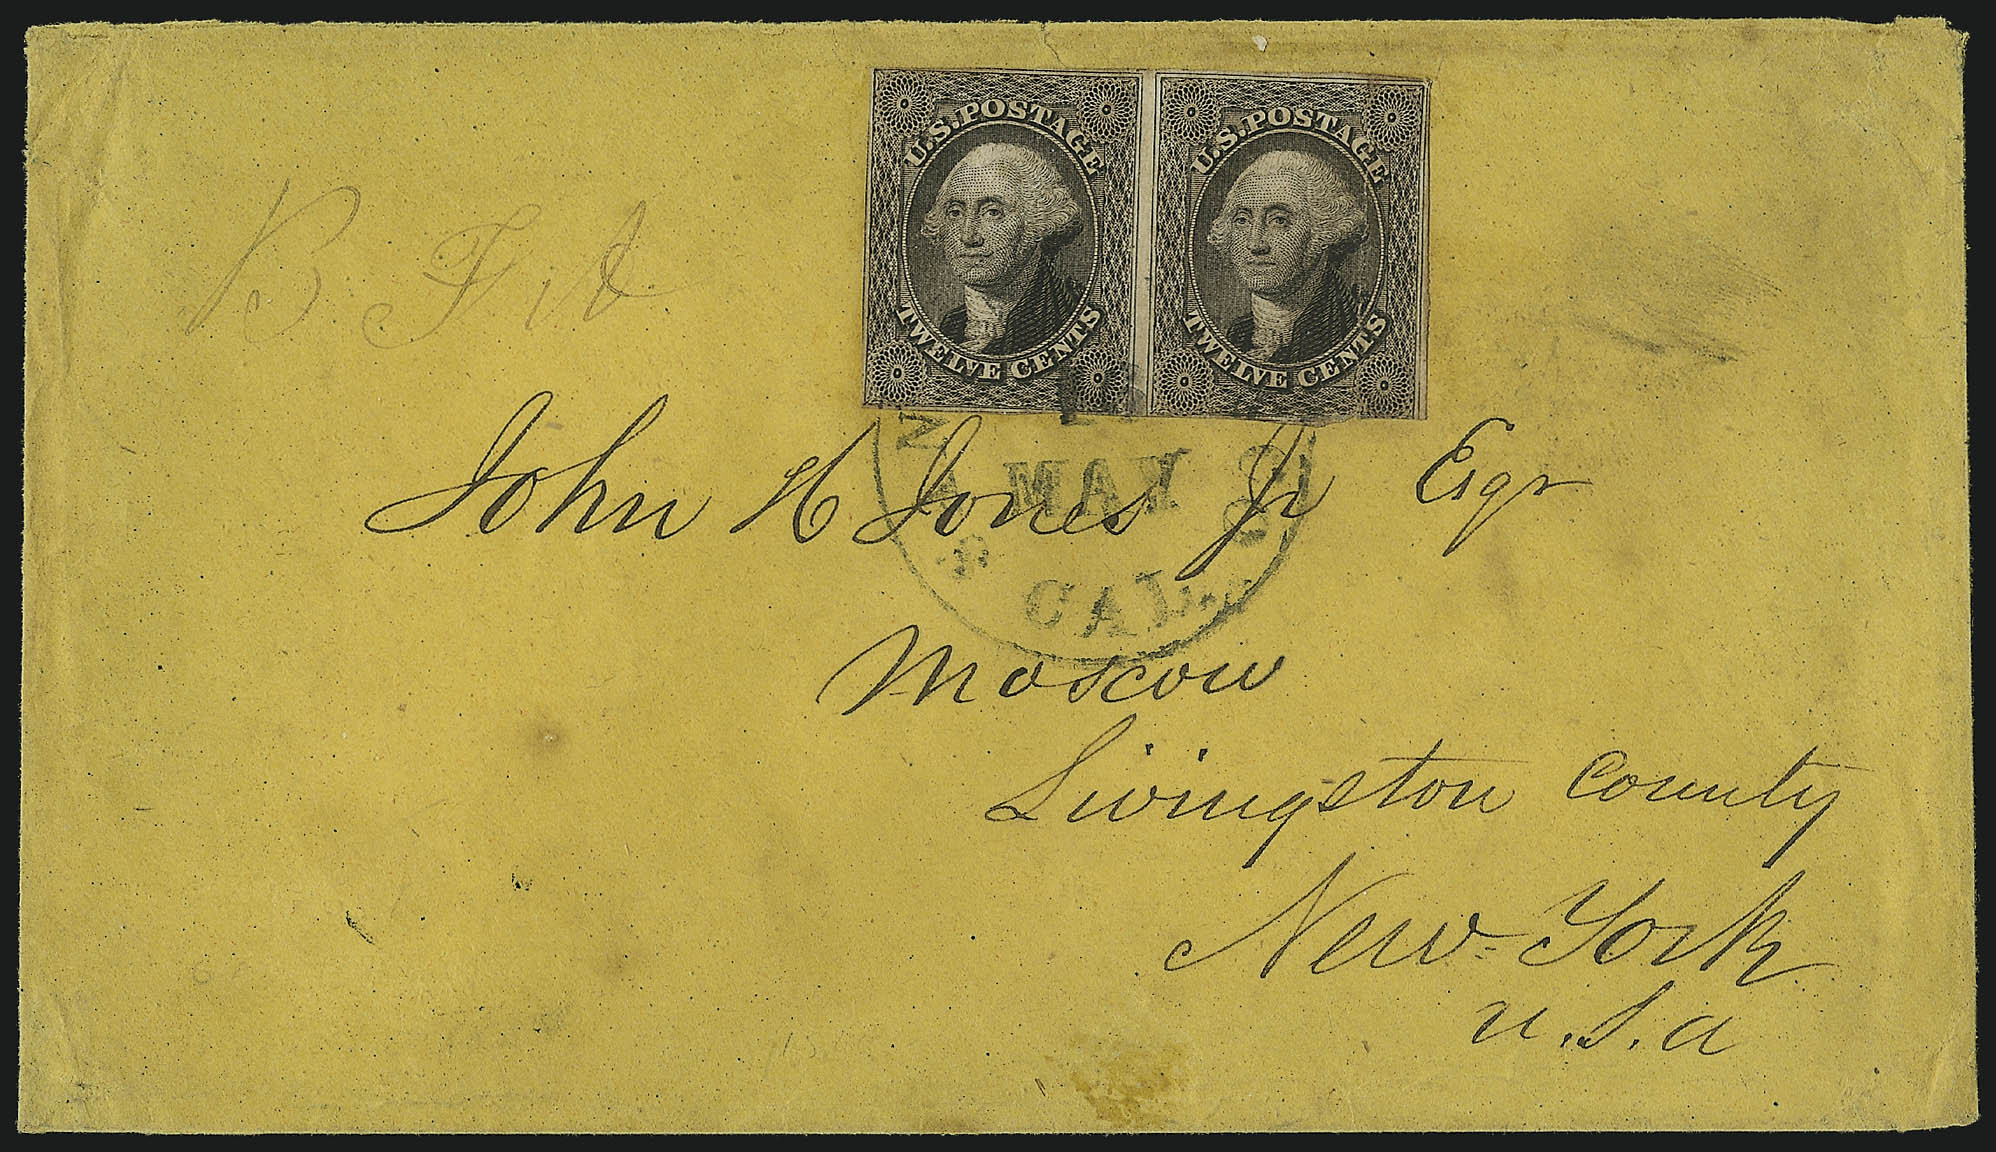 U.S. POSTAGE
TWELVE CENTS
U.S. POSTAGE
TWELVE CENTS
B F A
MAY
CAL.
John H Jones Jr Esqr
Moscow
Livingston County
New-York
U.S.A